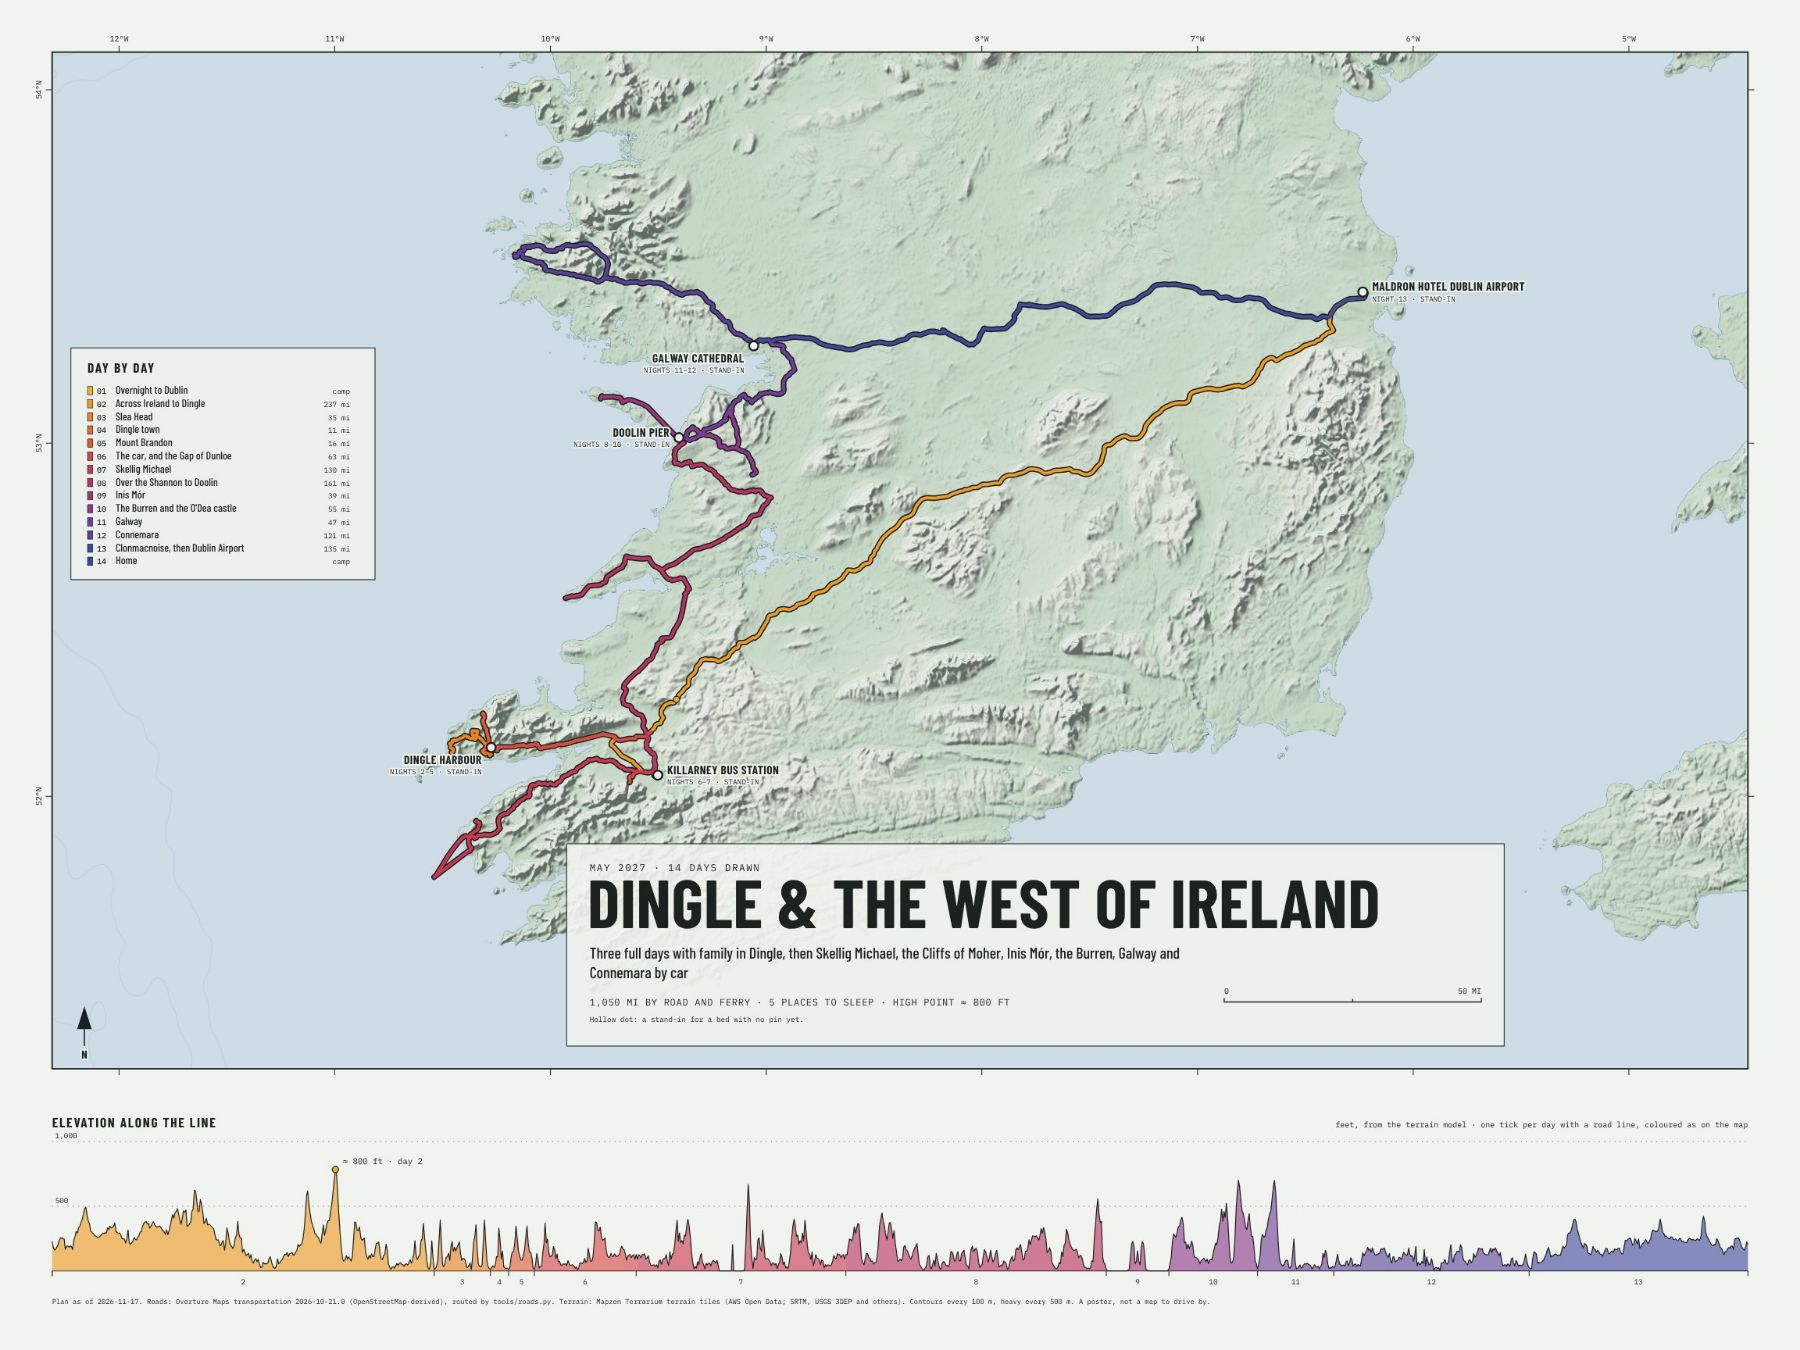 12°W 11°W 10°W 9°W 8°W 7°W 6°W 5°W
54°N
MALDRON HOTEL DUBLIN AIRPORT
NIGHT 13 · STAND-IN
GALWAY CATHEDRAL
NIGHTS 11-12 · STAND-IN
DAY BY DAY
01 Overnight to Dublin camp
02 Across Ireland to Dingle 237 mi
03 Slea Head 35 mi
04 Dingle town 11 mi
05 Mount Brandon 16 mi
06 The car, and the Gap of Dunloe 63 mi
07 Skellig Michael 130 mi
08 Over the Shannon to Doolin 161 mi
09 Inis Mór 39 mi
10 The Burren and the O'Dea castle 55 mi
11 Galway 47 mi
12 Connemara 121 mi
13 Clonmacnoise, then Dublin Airport 135 mi
14 Home camp
DOOLIN PIER
NIGHTS 8-10 · STAND-IN
53°N
DINGLE HARBOUR
NIGHTS 2-5 · STAND-IN
KILLARNEY BUS STATION
NIGHTS 6-7 · STAND-IN
52°N
MAY 2027 · 14 DAYS DRAWN
DINGLE & THE WEST OF IRELAND
Three full days with family in Dingle, then Skellig Michael, the Cliffs of Moher, Inis Mór, the Burren, Galway and
Connemara by car
0 50 MI
1,050 MI BY ROAD AND FERRY · 5 PLACES TO SLEEP · HIGH POINT ≈ 800 FT
Hollow dot: a stand-in for a bed with no pin yet.
N
ELEVATION ALONG THE LINE
feet, from the terrain model · one tick per day with a road line, coloured as on the map
1,000
≈ 800 ft · day 2
500
2 3 4 5 6 7 8 9 10 11 12 13
Plan as of 2026-11-17. Roads: Overture Maps transportation 2026-10-21.0 (OpenStreetMap-derived), routed by tools/roads.py. Terrain: Mapzen Terrarium terrain tiles (AWS Open Data; SRTM, USGS 3DEP and others). Contours every 100 m, heavy every 500 m. A poster, not a map to drive by.